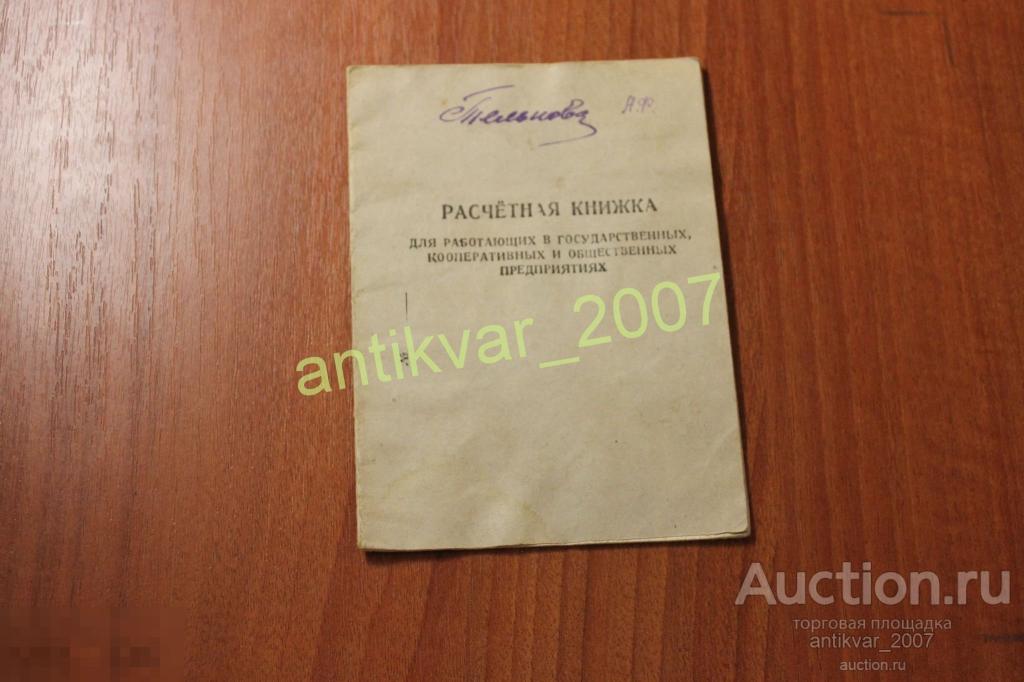 Тельнова А.Ф.
РАСЧЁТНАЯ КНИЖКА
ДЛЯ РАБОТАЮЩИХ В ГОСУДАРСТВЕННЫХ,
КООПЕРАТИВНЫХ И ОБЩЕСТВЕННЫХ
ПРЕДПРИЯТИЯХ
antikvar_2007
Auction.ru
торговая площадка
antikvar_2007
auction.ru